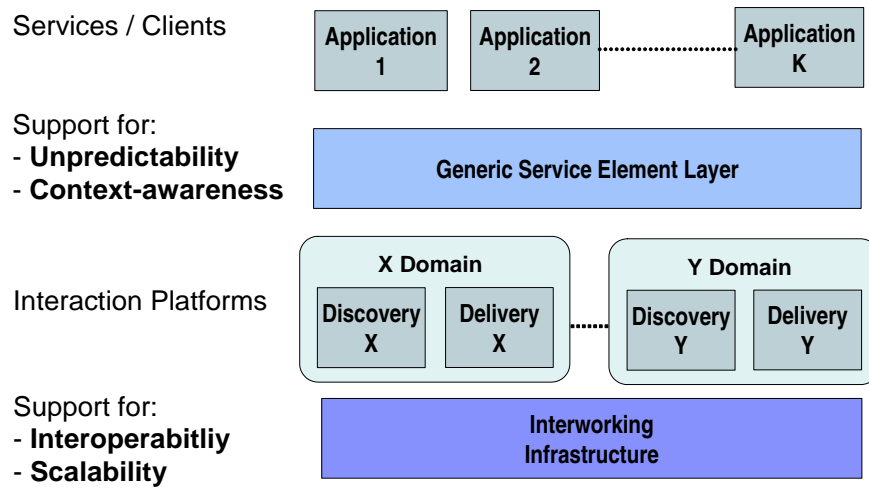 Services / Clients
Application
1
Application
2
Application
K
Support for:
- Unpredictability
- Context-awareness
Generic Service Element Layer
X Domain
Y Domain
Interaction Platforms
Discovery
X
Delivery
X
Discovery
Y
Delivery
Y
Support for:
- Interoperabitliy
- Scalability
Interworking
Infrastructure